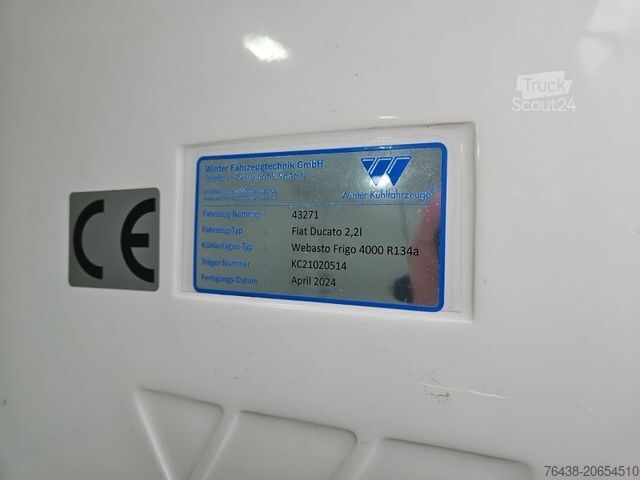 Truck
Scout24
CE
Winter Fahrzeugtechnik GmbH
Telefon
Winter Kühlfahrzeuge
Fahrzeug-Nummer : 43271
Fahrzeug-Typ : Fiat Ducato 2,2l
Kühlanlagen-Typ : Webasto Frigo 4000 R134a
Träger-Nummer : KC21020514
Fertigungs-Datum : April 2024
76438-20654510